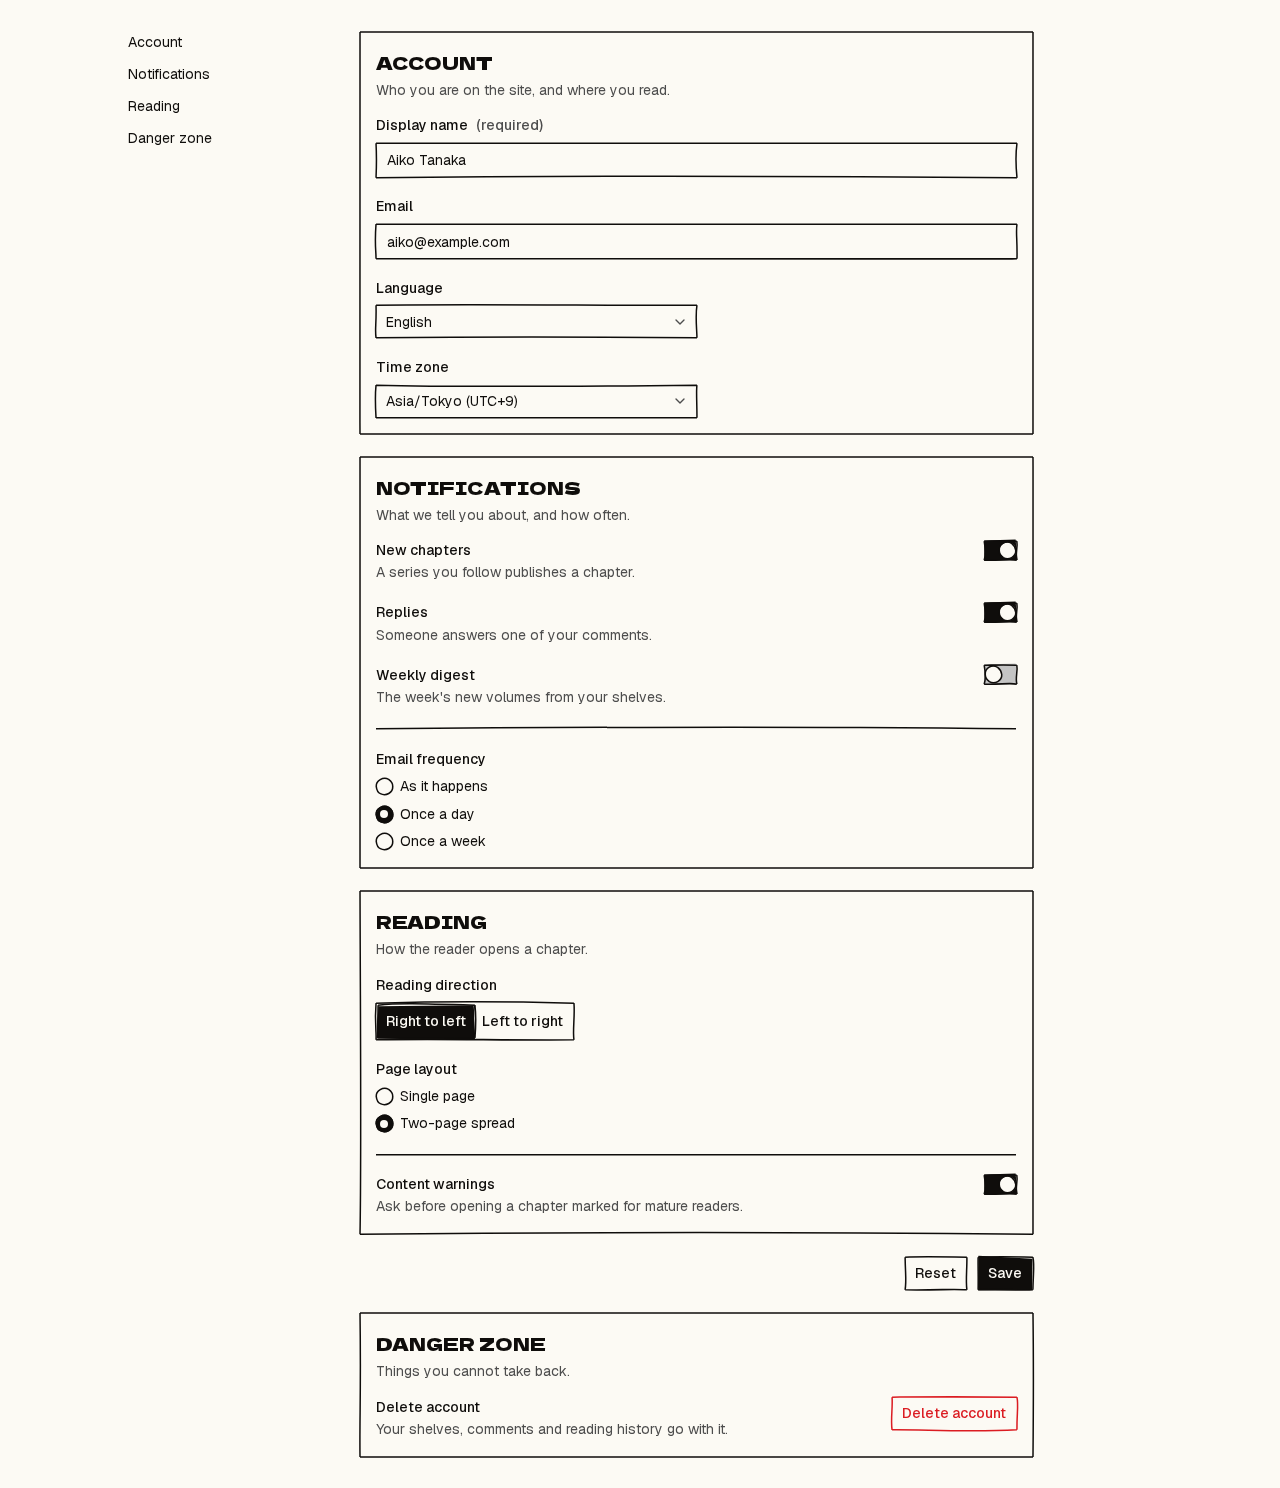 Account
Notifications
Reading
Danger zone
ACCOUNT
Who you are on the site, and where you read.
Display name (required)
Aiko Tanaka
Email
aiko@example.com
Language
English
Time zone
Asia/Tokyo (UTC+9)
NOTIFICATIONS
What we tell you about, and how often.
New chapters
A series you follow publishes a chapter.
Replies
Someone answers one of your comments.
Weekly digest
The week's new volumes from your shelves.
Email frequency
As it happens
Once a day
Once a week
READING
How the reader opens a chapter.
Reading direction
Right to left Left to right
Page layout
Single page
Two-page spread
Content warnings
Ask before opening a chapter marked for mature readers.
Reset Save
DANGER ZONE
Things you cannot take back.
Delete account
Your shelves, comments and reading history go with it.
Delete account